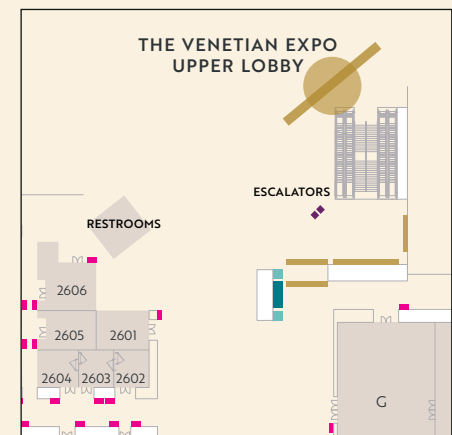 THE VENETIAN EXPO
UPPER LOBBY
ESCALATORS
RESTROOMS
2606
2605
2601
2604
2603
2602
G